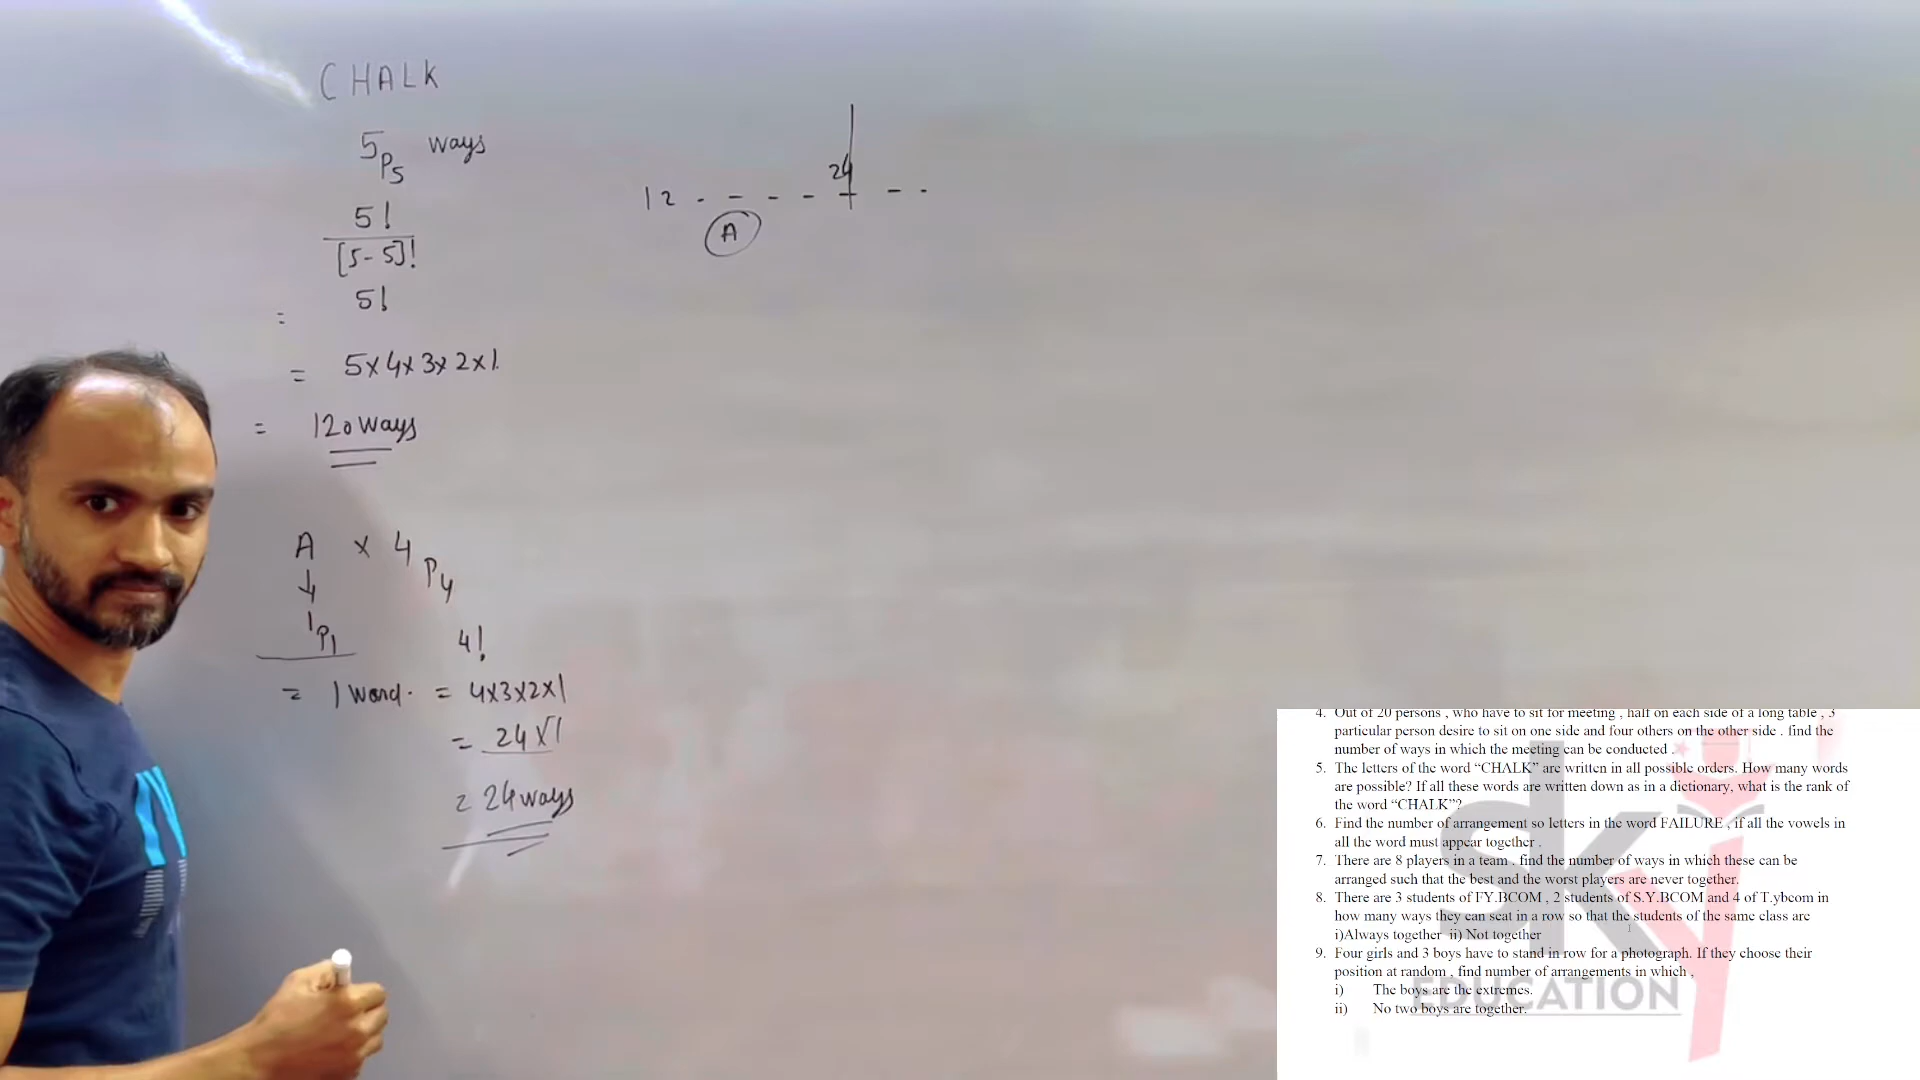 CHALK
5P5 ways
5!
[5-5]!
= 5!
= 5x4x3x2x1.
= 120 ways
A x 4P4
↓
1P1
4!
= 1 word. = 4x3x2x1
= 24x1
= 24 ways
24
12 - - - - - - -
A
4. Out of 20 persons , who have to sit for meeting , half on each side of a long table , 3
particular person desire to sit on one side and four others on the other side . find the
number of ways in which the meeting can be conducted .
5. The letters of the word “CHALK” are written in all possible orders. How many words
are possible? If all these words are written down as in a dictionary, what is the rank of
the word “CHALK”?
6. Find the number of arrangement so letters in the word FAILURE , if all the vowels in
all the word must appear together .
7. There are 8 players in a team . find the number of ways in which these can be
arranged such that the best and the worst players are never together.
8. There are 3 students of FY.BCOM , 2 students of S.Y.BCOM and 4 of T.ybcom in
how many ways they can seat in a row so that the students of the same class are
i)Always together ii) Not together
9. Four girls and 3 boys have to stand in row for a photograph. If they choose their
position at random , find number of arrangements in which ,
i) The boys are the extremes.
ii) No two boys are together.
sky
EDUCATION